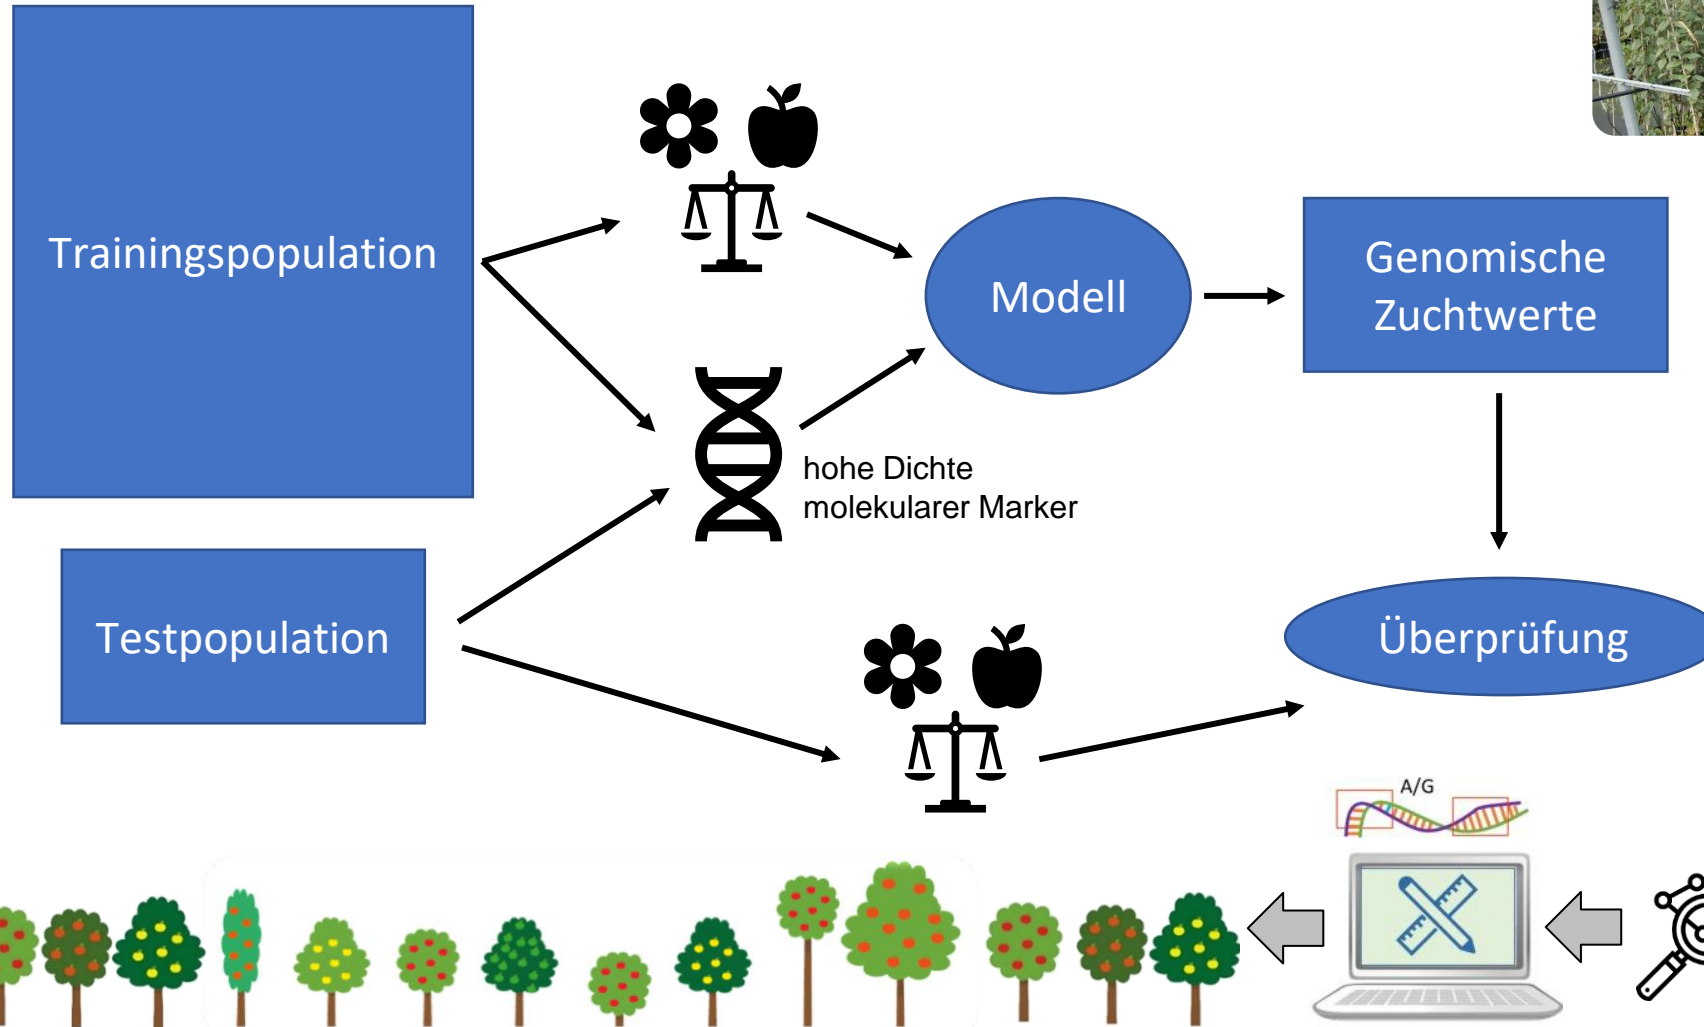 Trainingspopulation
Modell
Genomische
Zuchtwerte
hohe Dichte
molekularer Marker
Testpopulation
Überprüfung
A/G